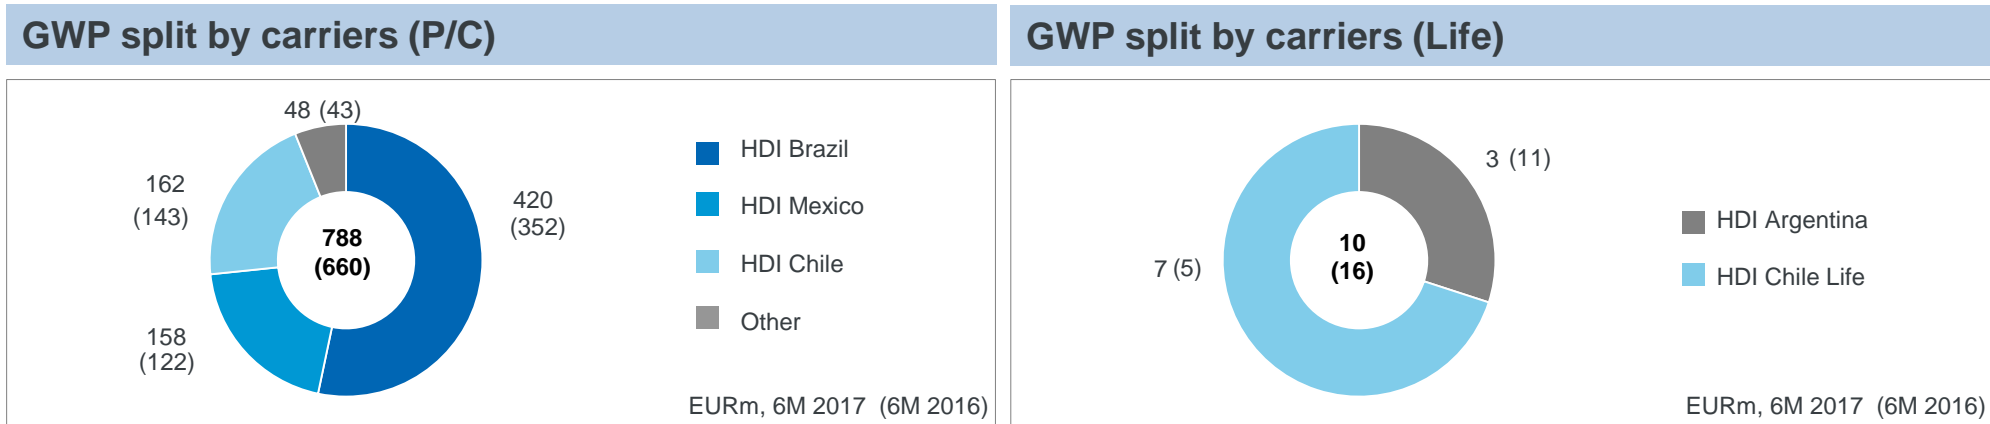 GWP split by carriers (P/C)
48 (43)
162
(143)
158
(122)
788
(660)
420
(352)
HDI Brazil
HDI Mexico
HDI Chile
Other
EURm, 6M 2017 (6M 2016)
GWP split by carriers (Life)
7 (5)
10
(16)
3 (11)
HDI Argentina
HDI Chile Life
EURm, 6M 2017 (6M 2016)